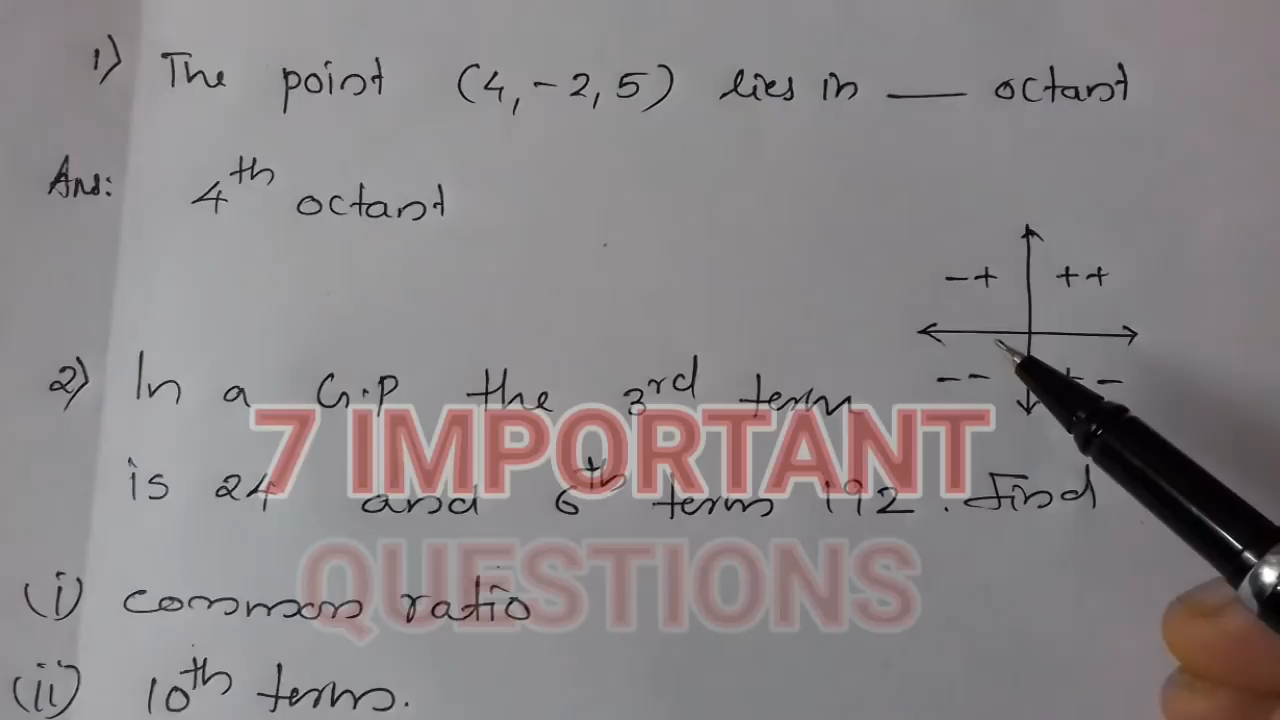 1) The point (4, -2, 5) lies in ___ octant
Ans: 4th octant
-+ ++
-- + -
2) In a G.P the 3rd term
is 24 and 6th term 192. Find
(i) common ratio
(ii) 10th terms.
7 IMPORTANT
QUESTIONS